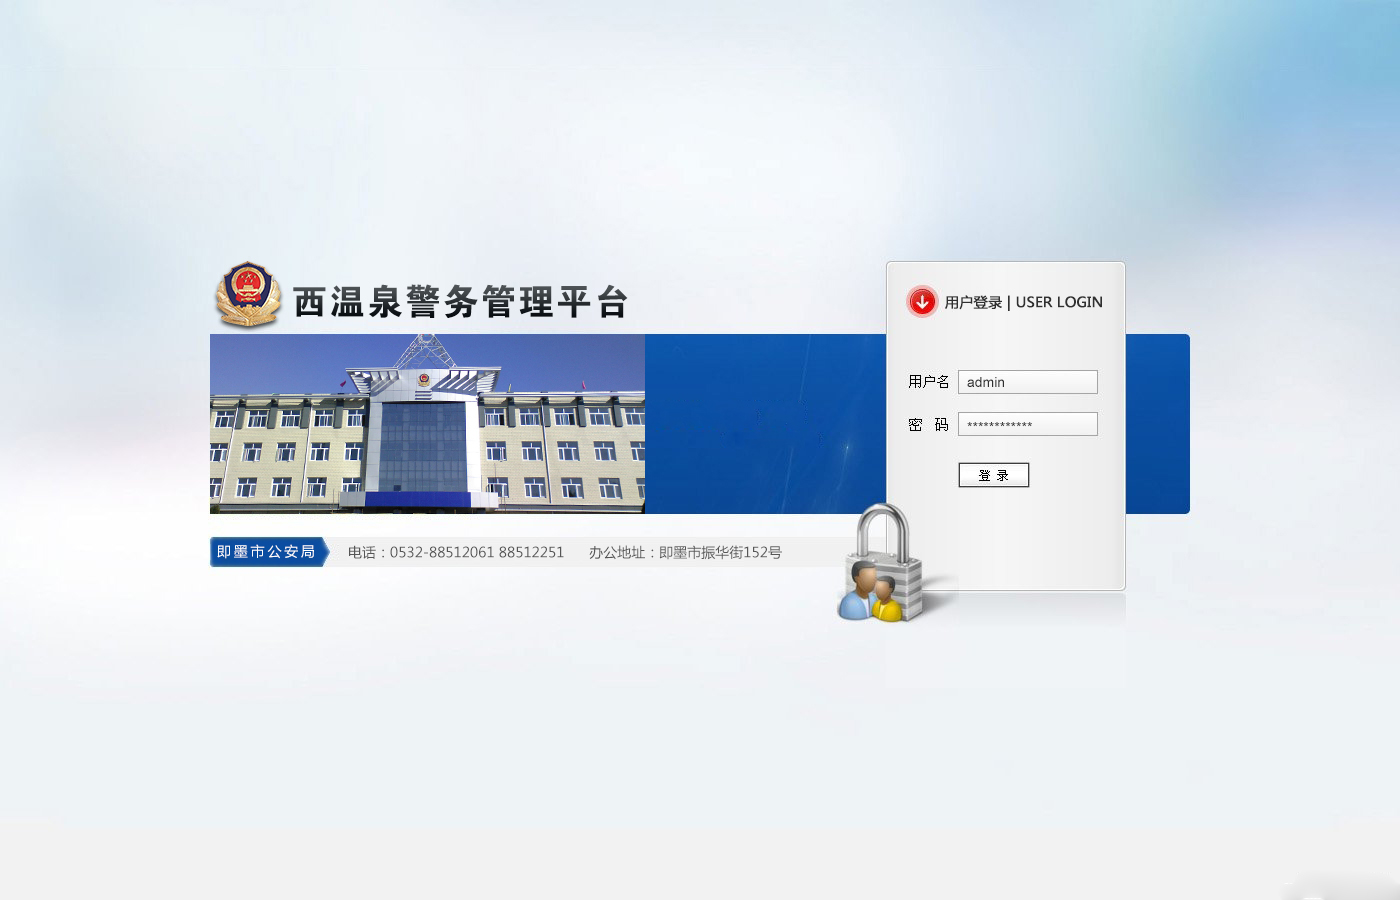 西温泉警务管理平台
用户登录 | USER LOGIN
用户名 admin
密 码 ************
登 录
即墨市公安局 电话：0532-88512061 88512251 办公地址：即墨市振华街152号